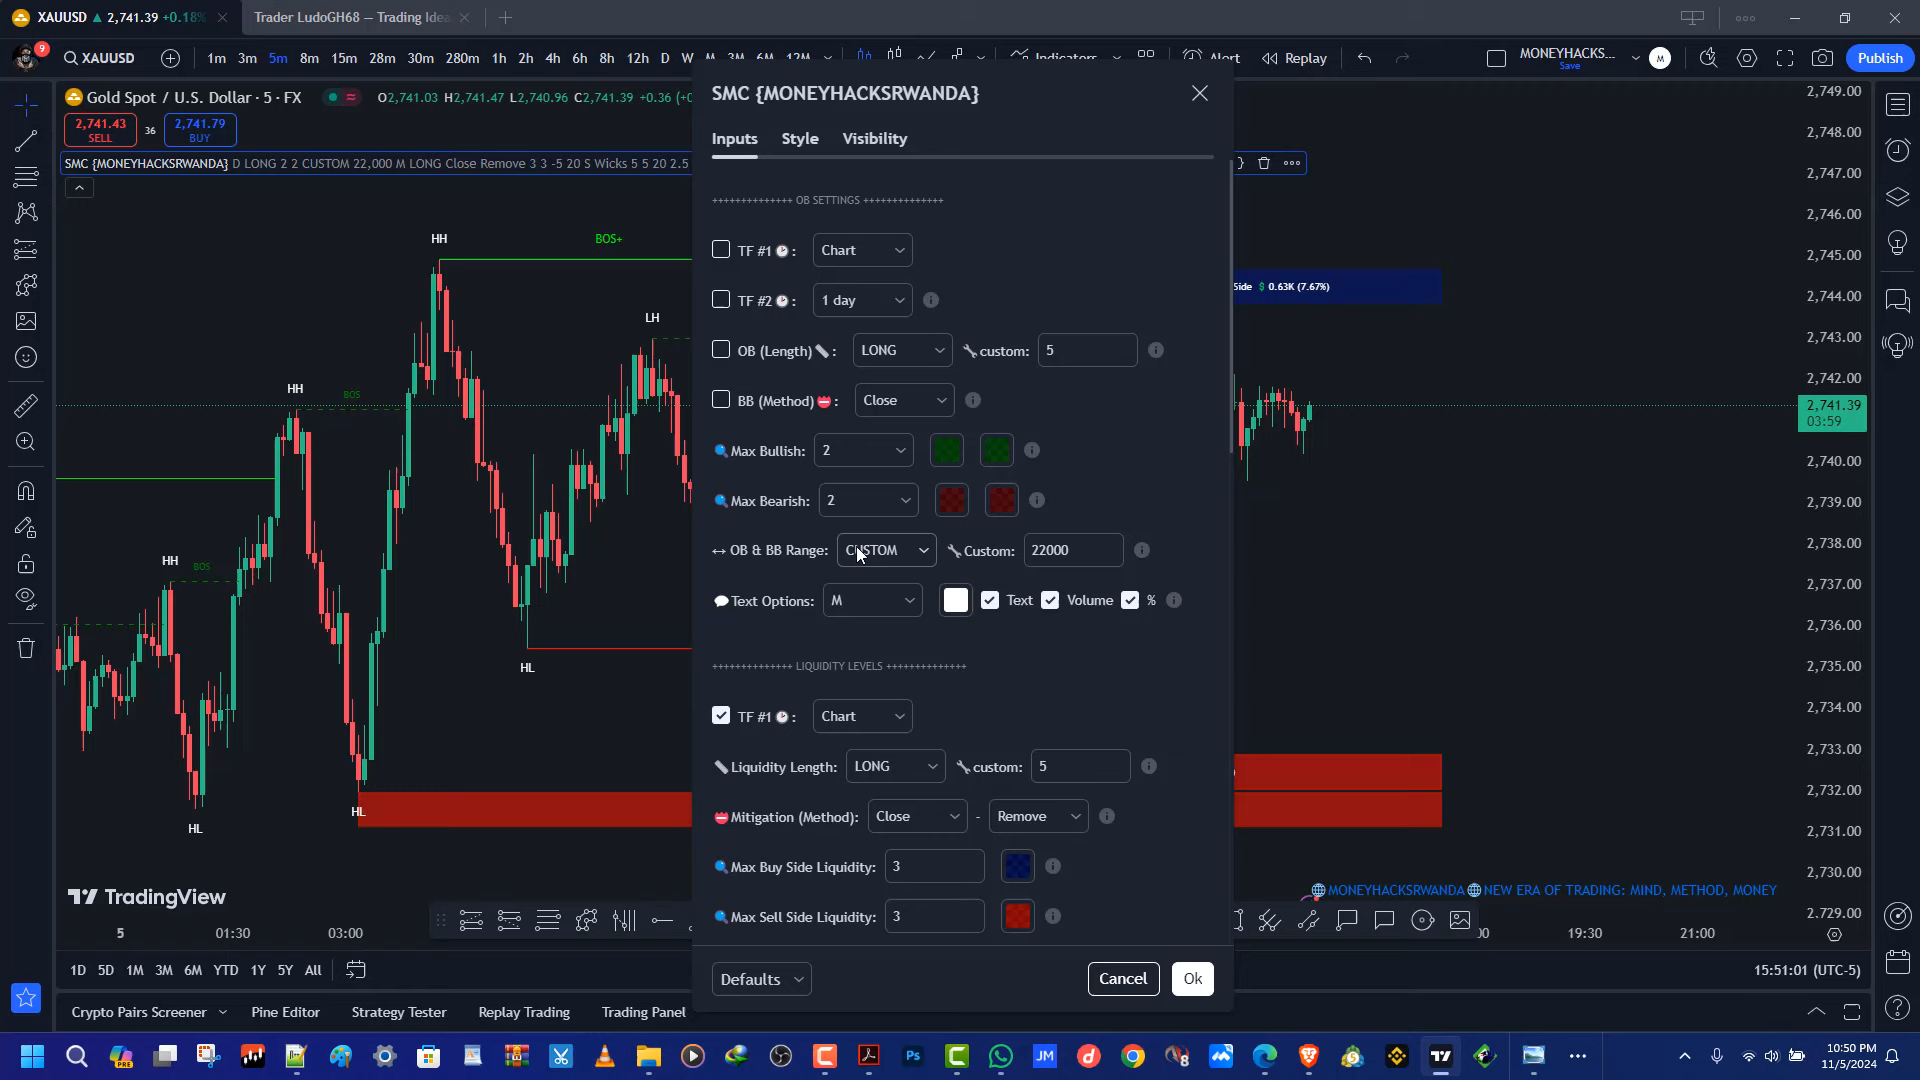 XAUUSD ▲ 2,741.39 +0.18%
Trader LudoGH68 — Trading Idea
9
XAUUSD
1m 3m 5m 8m 15m 28m 30m 280m 1h 2h 4h 6h 8h 12h D W M 3M 6M 12M
Indicators
Alert
Replay
MONEYHACKS...
Save
M
Publish
Gold Spot / U.S. Dollar · 5 · FX
O2,741.03 H2,741.47 L2,740.96 C2,741.39 +0.36
2,741.43
SELL
36
2,741.79
BUY
SMC {MONEYHACKSRWANDA} D LONG 2 2 CUSTOM 22,000 M LONG Close Remove 3 3 -5 20 S Wicks 5 5 20 2.5
HH
BOS+
LH
HH
BOS
HH
BOS
HL
HL
HL
Side $ 0.63K (7.67%)
SMC {MONEYHACKSRWANDA}
Inputs Style Visibility
++++++++++++++ OB SETTINGS ++++++++++++++
TF #1🕑: Chart
TF #2🕑: 1 day
OB (Length)📏: LONG 🔧custom: 5
BB (Method)⛔: Close
🔍Max Bullish: 2
🔍Max Bearish: 2
↔ OB & BB Range: CUSTOM 🔧Custom: 22000
💬Text Options: M Text Volume %
++++++++++++++ LIQUIDITY LEVELS ++++++++++++++
TF #1🕑: Chart
📏Liquidity Length: LONG 🔧custom: 5
⛔Mitigation (Method): Close - Remove
🔍Max Buy Side Liquidity: 3
🔍Max Sell Side Liquidity: 3
Defaults Cancel Ok
2,749.00
2,748.00
2,747.00
2,746.00
2,745.00
2,744.00
2,743.00
2,742.00
2,741.39
03:59
2,740.00
2,739.00
2,738.00
2,737.00
2,736.00
2,735.00
2,734.00
2,733.00
2,732.00
2,731.00
2,730.00
2,729.00
TradingView
🌐MONEYHACKSRWANDA🌐NEW ERA OF TRADING: MIND, METHOD, MONEY
5 01:30 03:00 19:30 21:00
1D 5D 1M 3M 6M YTD 1Y 5Y All
15:51:01 (UTC-5)
Crypto Pairs Screener Pine Editor Strategy Tester Replay Trading Trading Panel
PRE
Ps
JM
8
10:50 PM
11/5/2024